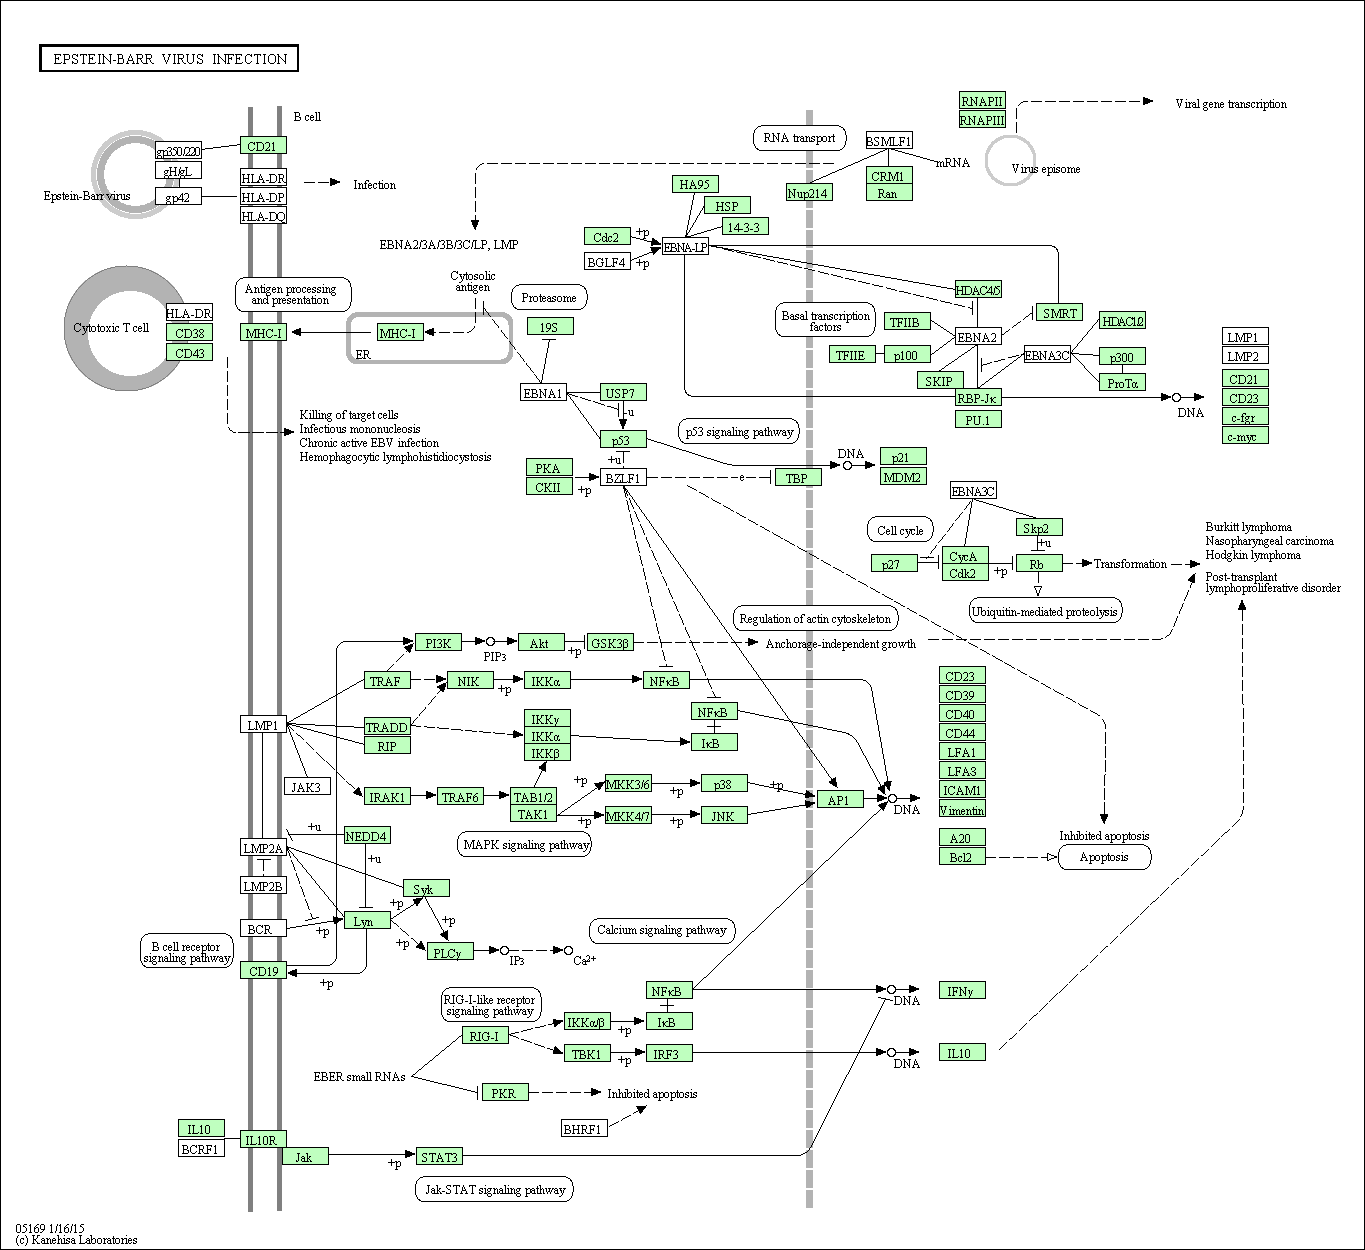 EPSTEIN-BARR VIRUS INFECTION
B cell
RNAPII
RNAPIII
Viral gene transcription
RNA transport
BSMLF1
mRNA
Virus episome
gp350/220
CD21
gH/gL
HLA-DR
Infection
Epstein-Barr virus
gp42
HLA-DP
HLA-DQ
HA95
HSP
14-3-3
Nup214
CRM1
Ran
Cdc2
+p
EBNA-LP
BGLF4
+p
EBNA2/3A/3B/3C/LP, LMP
Cytosolic
antigen
Antigen processing
and presentation
Proteasome
19S
HDAC4/5
SMRT
Basal transcription
factors
TFIIB
EBNA2
HDAC1/2
TFIIE
p100
EBNA3C
p300
SKIP
ProTα
RBP-Jκ
PU.1
DNA
LMP1
LMP2
CD21
CD23
c-fgr
c-myc
Cytotoxic T cell
HLA-DR
CD38
CD43
MHC-I
MHC-I
ER
EBNA1
USP7
-u
p53
+u
p53 signaling pathway
Killing of target cells
Infectious mononucleosis
Chronic active EBV infection
Hemophagocytic lymphohistidiocystosis
PKA
CKII
+p
BZLF1
e
TBP
DNA
p21
MDM2
EBNA3C
Cell cycle
Skp2
+u
p27
CycA
Cdk2
+p
Rb
Transformation
Ubiquitin-mediated proteolysis
Burkitt lymphoma
Nasopharyngeal carcinoma
Hodgkin lymphoma
Post-transplant
lymphoproliferative disorder
Regulation of actin cytoskeleton
Anchorage-independent growth
PI3K
PIP3
Akt
+p
GSK3β
TRAF
NIK
+p
IKKα
NFκB
LMP1
TRADD
RIP
IKKγ
IKKα
IKKβ
NFκB
IκB
JAK3
IRAK1
TRAF6
TAB1/2
TAK1
+p
MKK3/6
+p
p38
+p
+p
MKK4/7
+p
JNK
AP1
DNA
MAPK signaling pathway
CD23
CD39
CD40
CD44
LFA1
LFA3
ICAM1
Vimentin
A20
Bcl2
Inhibited apoptosis
Apoptosis
+u
NEDD4
+u
LMP2A
LMP2B
BCR
+p
Lyn
+p
Syk
+p
+p
PLCγ
IP3
Ca2+
Calcium signaling pathway
B cell receptor
signaling pathway
CD19
+p
RIG-I-like receptor
signaling pathway
NFκB
IκB
IKKα/β
+p
RIG-I
TBK1
+p
IRF3
DNA
IFNγ
DNA
IL10
EBER small RNAs
PKR
Inhibited apoptosis
BHRF1
IL10
BCRF1
IL10R
Jak
+p
STAT3
Jak-STAT signaling pathway
05169 1/16/15
(c) Kanehisa Laboratories